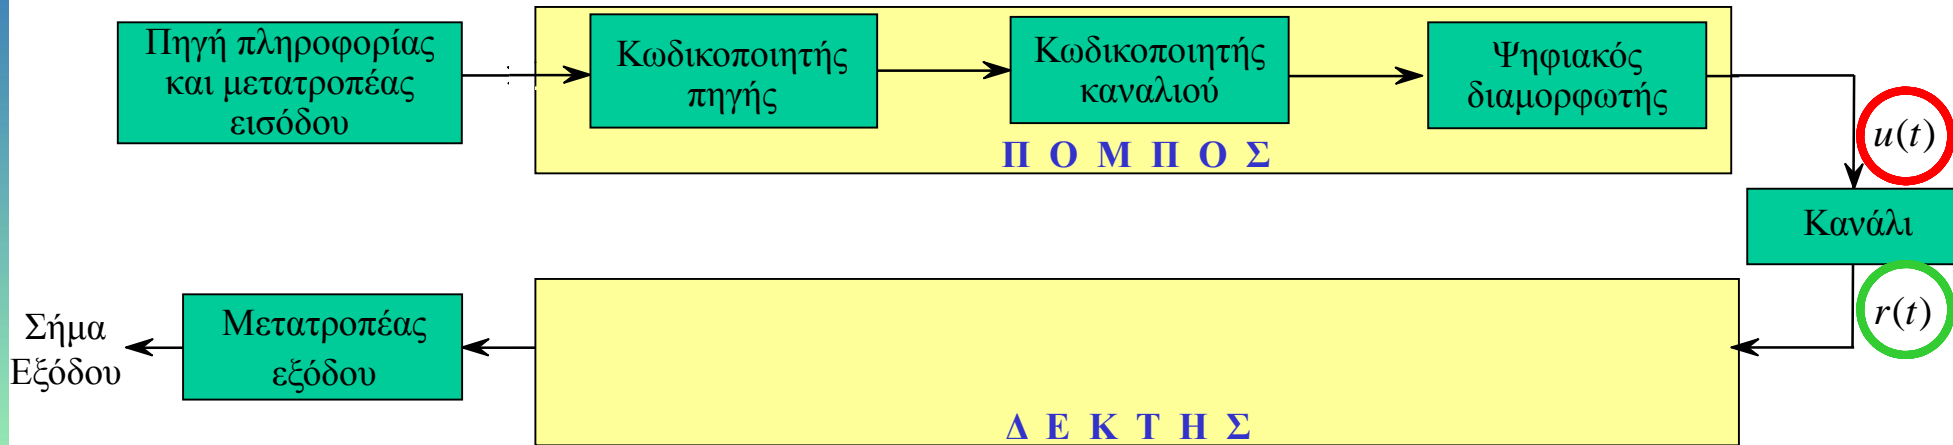 Πηγή πληροφορίας
και μετατροπέας
εισόδου
Κωδικοποιητής
πηγής
Κωδικοποιητής
καναλιού
Ψηφιακός
διαμορφωτής
Π Ο Μ Π Ο Σ
u(t)
Κανάλι
r(t)
Δ Ε Κ Τ Η Σ
Μετατροπέας
εξόδου
Σήμα
Εξόδου